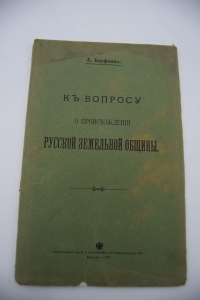 А. Кауфманъ.
КЪ ВОПРОСУ
О ПРОИСХОЖДЕНІИ
РУССКОЙ ЗЕМЕЛЬНОЙ ОБЩИНЫ.